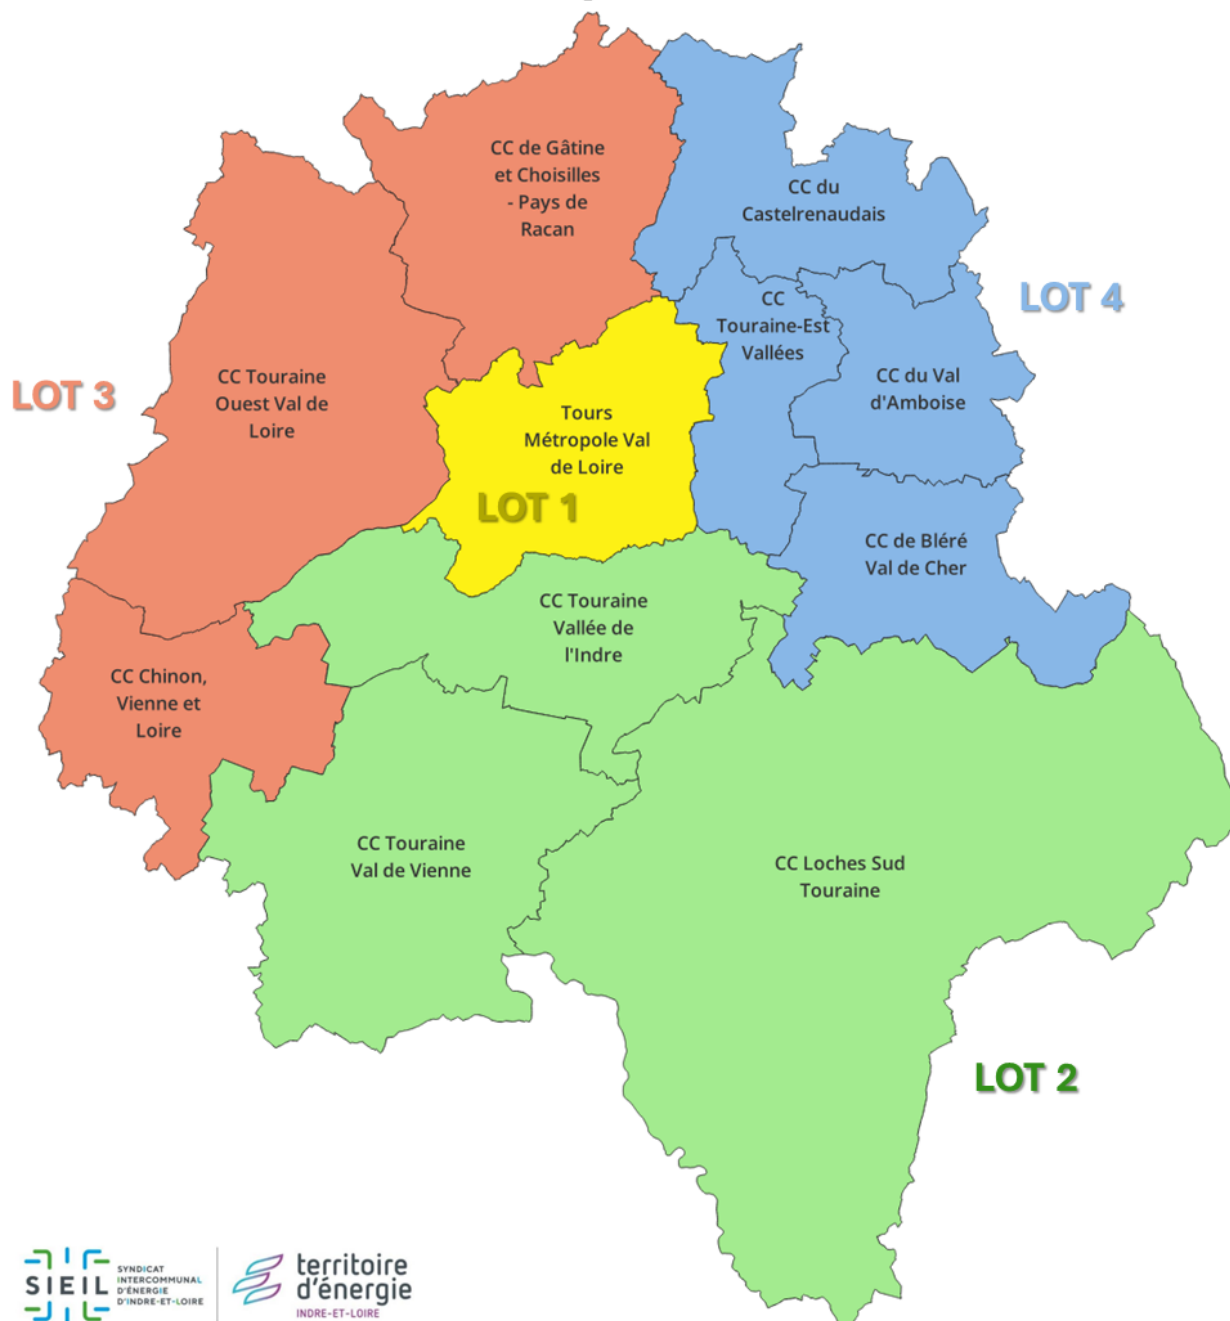 CC de Gâtine
et Choisilles
- Pays de
Racan
CC du
Castelrenaudais
LOT 4
CC
Touraine-Est
Vallées
CC Touraine
Ouest Val de
Loire
LOT 3
CC du Val
d'Amboise
Tours
Métropole Val
de Loire
LOT 1
CC de Bléré
Val de Cher
CC Touraine
Vallée de
l'Indre
CC Chinon,
Vienne et
Loire
CC Touraine
Val de Vienne
CC Loches Sud
Touraine
LOT 2
SIEIL
SYNDICAT
INTERCOMMUNAL
D'ÉNERGIE
D'INDRE-ET-LOIRE
territoire
d'énergie
INDRE-ET-LOIRE